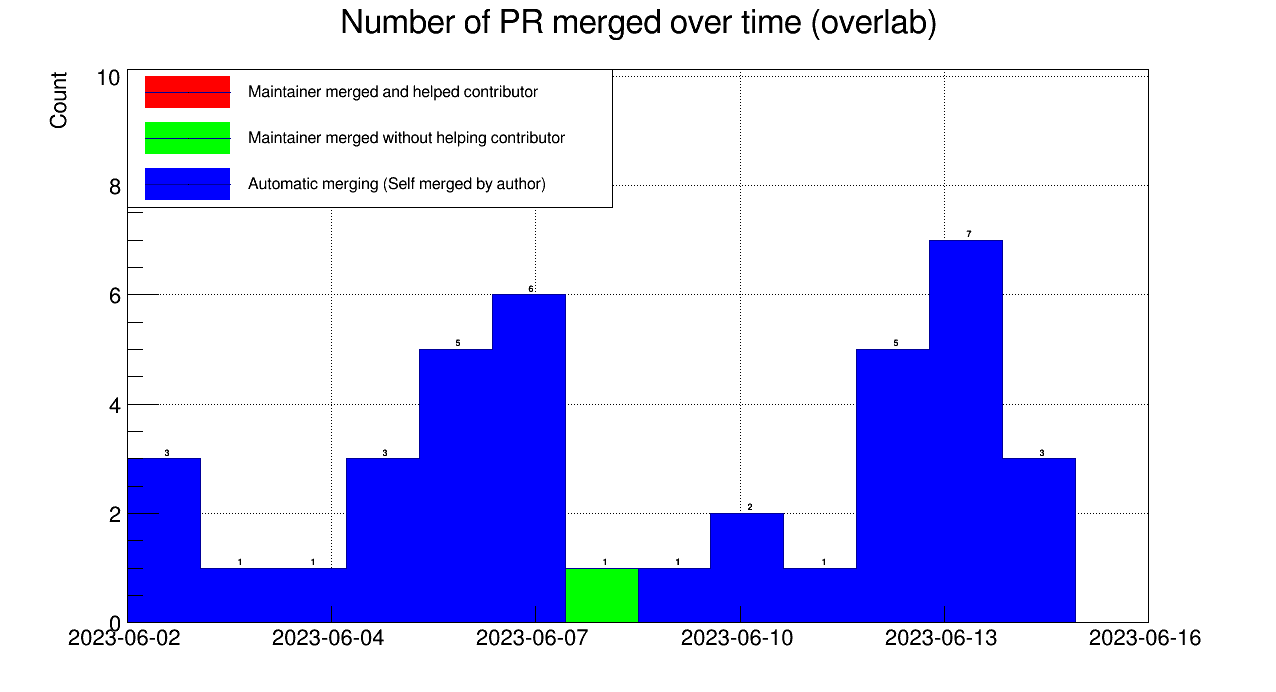 Number of PR merged over time (overlab)
Count
10
8
6
4
2
0
Maintainer merged and helped contributor
Maintainer merged without helping contributor
Automatic merging (Self merged by author)
3 1 1 3 5 6 1 1 2 1 5 7 3
2023-06-02 2023-06-04 2023-06-07 2023-06-10 2023-06-13 2023-06-16